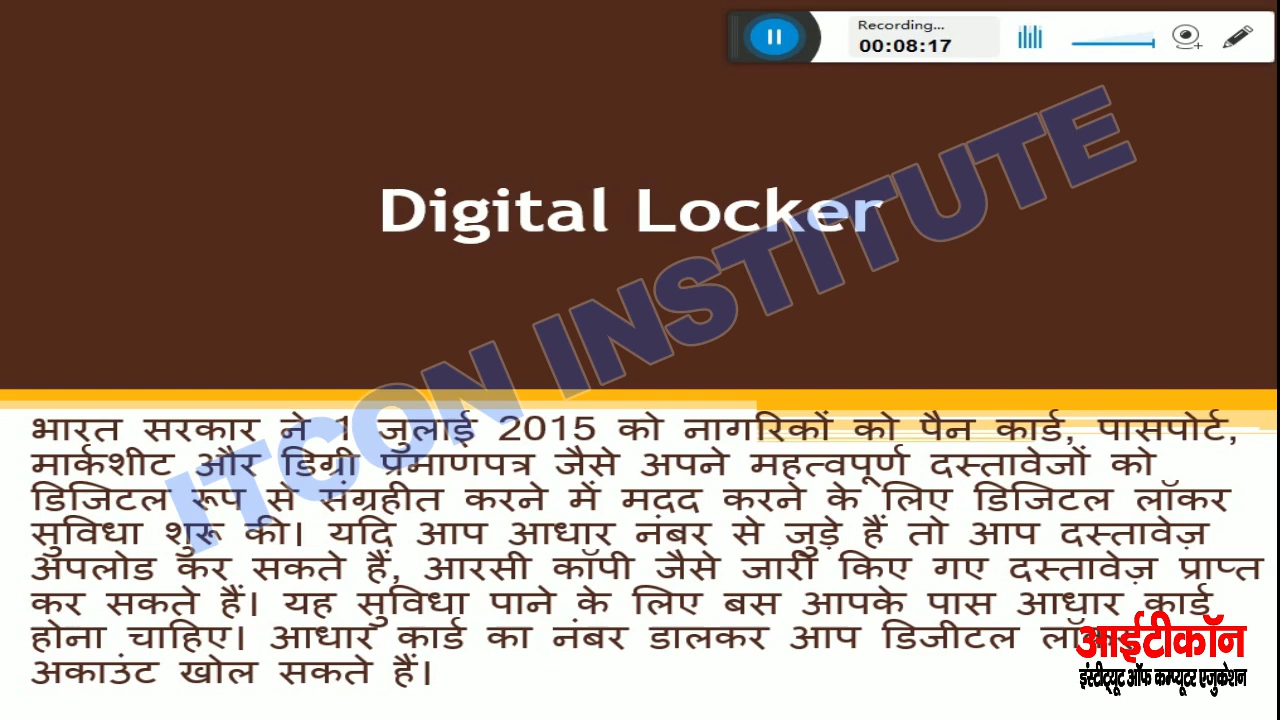 Recording...
00:08:17
Digital Locker
ITCON INSTITUTE
भारत सरकार ने 1 जुलाई 2015 को नागरिकों को पैन कार्ड, पासपोर्ट,
मार्कशीट और डिग्री प्रमाणपत्र जैसे अपने महत्वपूर्ण दस्तावेजों को
डिजिटल रूप से संग्रहीत करने में मदद करने के लिए डिजिटल लॉकर
सुविधा शुरू की। यदि आप आधार नंबर से जुड़े हैं तो आप दस्तावेज़
अपलोड कर सकते हैं, आरसी कॉपी जैसे जारी किए गए दस्तावेज़ प्राप्त
कर सकते हैं। यह सुविधा पाने के लिए बस आपके पास आधार कार्ड
होना चाहिए। आधार कार्ड का नंबर डालकर आप डिजीटल लॉकर
अकाउंट खोल सकते हैं।
आईटीकॉन
इंस्टीट्यूट ऑफ कम्प्यूटर एजुकेशन